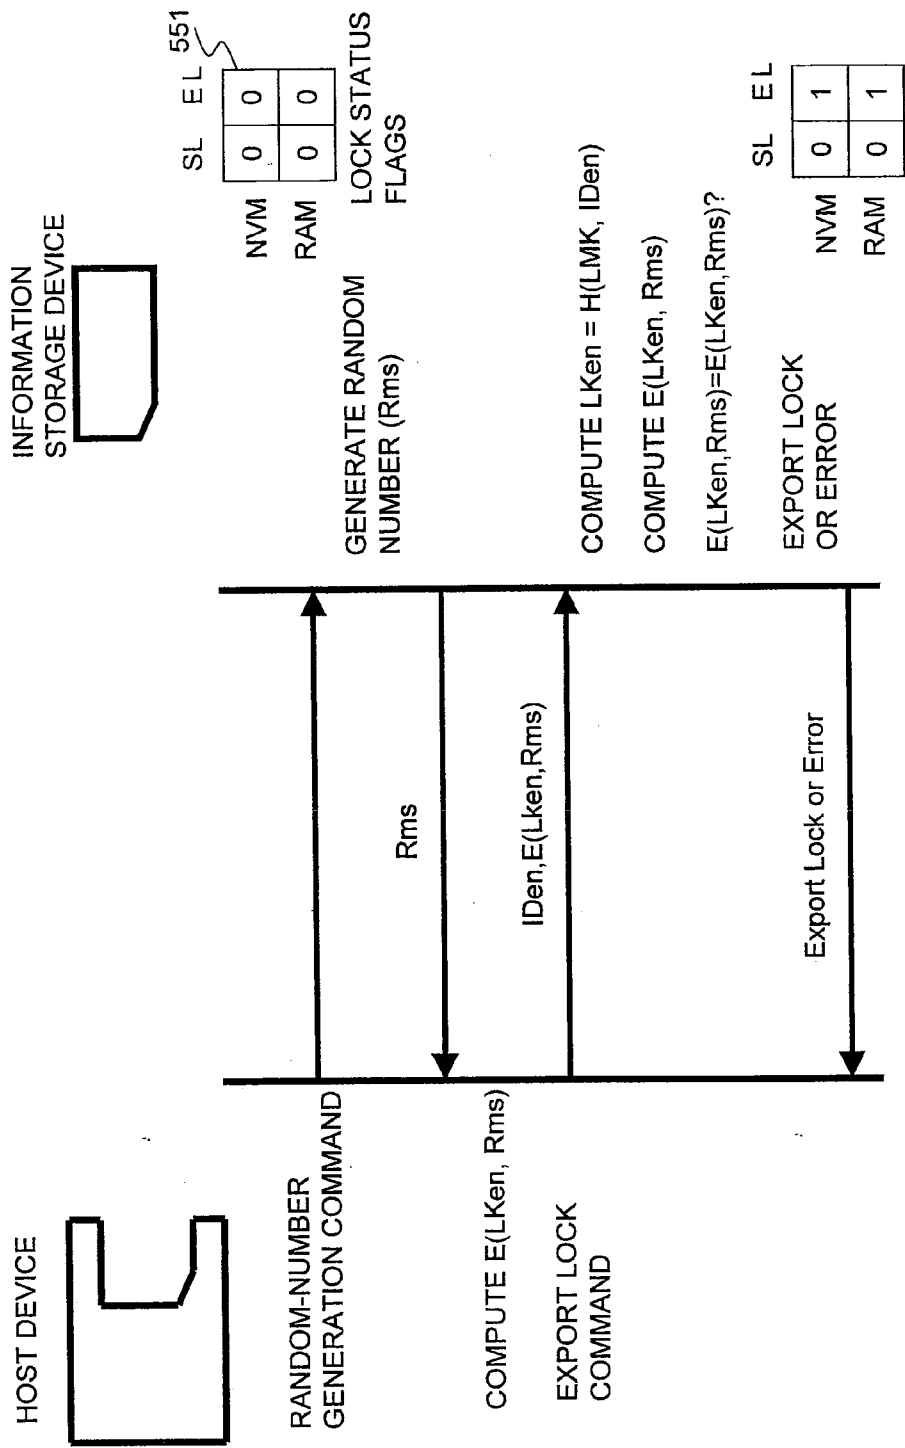 HOST DEVICE
INFORMATION
STORAGE DEVICE
551
SL EL
NVM 0 0
RAM 0 0
LOCK STATUS
FLAGS
RANDOM-NUMBER
GENERATION COMMAND
GENERATE RANDOM
NUMBER (Rms)
Rms
COMPUTE E(LKen, Rms)
EXPORT LOCK
COMMAND
IDen,E(Lken,Rms)
COMPUTE LKen = H(LMK, IDen)
COMPUTE E(LKen, Rms)
E(LKen,Rms)=E(LKen,Rms)?
EXPORT LOCK
OR ERROR
SL EL
NVM 0 1
RAM 0 1
Export Lock or Error